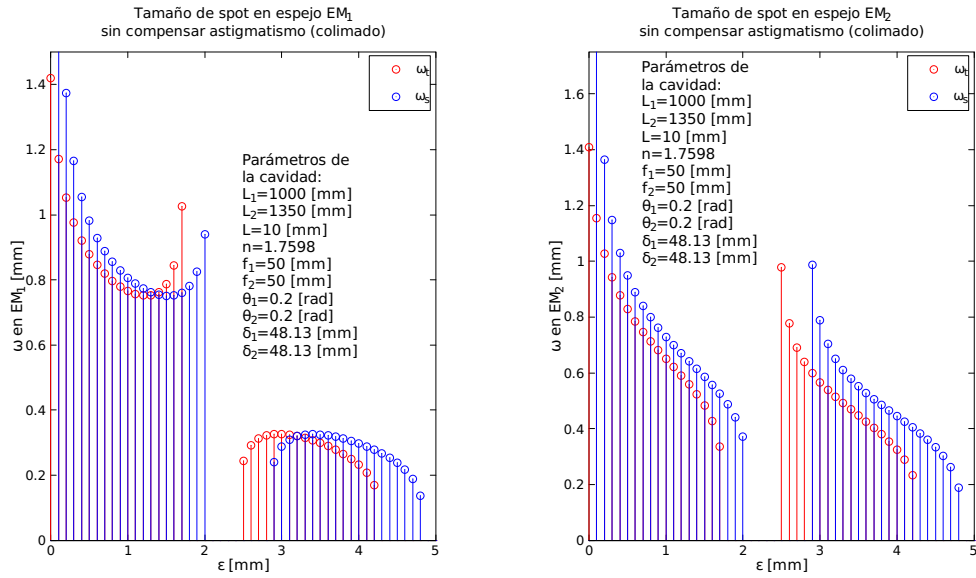 Tamaño de spot en espejo EM₁
sin compensar astigmatismo (colimado)
ω en EM₁ [mm]
1.4
1.2
1
0.8
0.6
0.4
0.2
0
0
1
2
3
4
5
ε [mm]
ωₜ
ωₛ
Parámetros de
la cavidad:
L₁=1000 [mm]
L₂=1350 [mm]
L=10 [mm]
n=1.7598
f₁=50 [mm]
f₂=50 [mm]
θ₁=0.2 [rad]
θ₂=0.2 [rad]
δ₁=48.13 [mm]
δ₂=48.13 [mm]
Tamaño de spot en espejo EM₂
sin compensar astigmatismo (colimado)
ω en EM₂ [mm]
1.6
1.4
1.2
1
0.8
0.6
0.4
0.2
0
0
1
2
3
4
5
ε [mm]
ωₜ
ωₛ
Parámetros de
la cavidad:
L₁=1000 [mm]
L₂=1350 [mm]
L=10 [mm]
n=1.7598
f₁=50 [mm]
f₂=50 [mm]
θ₁=0.2 [rad]
θ₂=0.2 [rad]
δ₁=48.13 [mm]
δ₂=48.13 [mm]